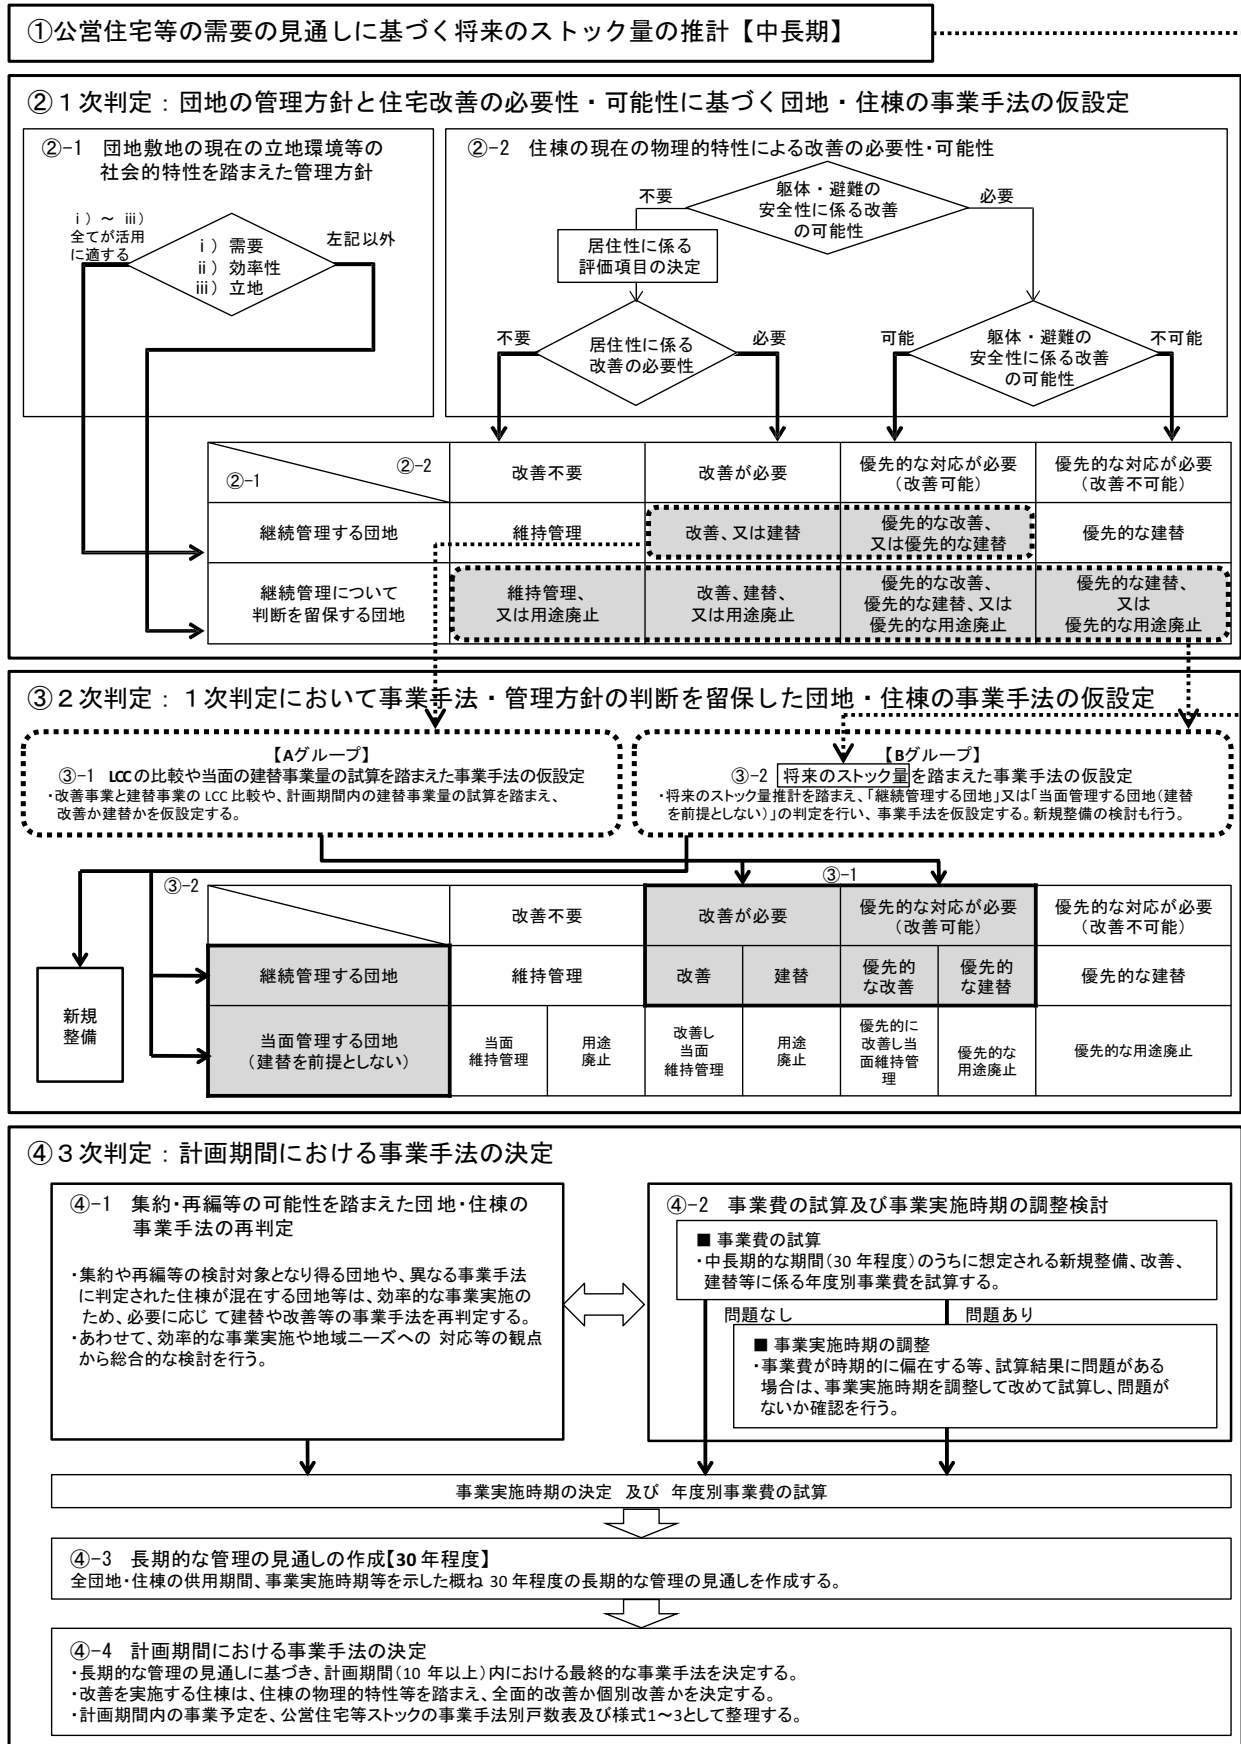 ①公営住宅等の需要の見通しに基づく将来のストック量の推計【中長期】
②１次判定：団地の管理方針と住宅改善の必要性・可能性に基づく団地・住棟の事業手法の仮設定
②-1　団地敷地の現在の立地環境等の
社会的特性を踏まえた管理方針
ⅰ）～ ⅲ）
全てが活用
に適する
ⅰ）需要
ⅱ）効率性
ⅲ）立地
左記以外
②-2　住棟の現在の物理的特性による改善の必要性・可能性
不要
躯体・避難の
安全性に係る改善
の可能性
必要
居住性に係る
評価項目の決定
不要
居住性に係る
改善の必要性
必要
可能
躯体・避難の
安全性に係る改善
の可能性
不可能
②-1
②-2
改善不要
改善が必要
優先的な対応が必要
（改善可能）
優先的な対応が必要
（改善不可能）
継続管理する団地
維持管理
改善、又は建替
優先的な改善、
又は優先的な建替
優先的な建替
継続管理について
判断を留保する団地
維持管理、
又は用途廃止
改善、建替、
又は用途廃止
優先的な改善、
優先的な建替、又は
優先的な用途廃止
優先的な建替、
又は
優先的な用途廃止
③２次判定：１次判定において事業手法・管理方針の判断を留保した団地・住棟の事業手法の仮設定
【Aグループ】
③-1　LCCの比較や当面の建替事業量の試算を踏まえた事業手法の仮設定
・改善事業と建替事業の LCC 比較や、計画期間内の建替事業量の試算を踏まえ、
改善か建替かを仮設定する。
【Bグループ】
③-2 将来のストック量を踏まえた事業手法の仮設定
・将来のストック量推計を踏まえ、「継続管理する団地」又は「当面管理する団地（建替
を前提としない）」の判定を行い、事業手法を仮設定する。新規整備の検討も行う。
③-2
③-1
改善不要
改善が必要
優先的な対応が必要
（改善可能）
優先的な対応が必要
（改善不可能）
継続管理する団地
維持管理
改善
建替
優先的
な改善
優先的
な建替
優先的な建替
新規
整備
当面管理する団地
（建替を前提としない）
当面
維持管理
用途
廃止
改善し
当面
維持管理
用途
廃止
優先的に
改善し当
面維持管
理
優先的な
用途廃止
優先的な用途廃止
④３次判定：計画期間における事業手法の決定
④-1　集約・再編等の可能性を踏まえた団地・住棟の
事業手法の再判定
・集約や再編等の検討対象となり得る団地や、異なる事業手法
に判定された住棟が混在する団地等は、効率的な事業実施の
ため、必要に応じ て建替や改善等の事業手法を再判定する。
・あわせて、効率的な事業実施や地域ニーズへの 対応等の観点
から総合的な検討を行う。
④-2　事業費の試算及び事業実施時期の調整検討
■ 事業費の試算
・中長期的な期間（30 年程度）のうちに想定される新規整備、改善、
建替等に係る年度別事業費を試算する。
問題なし
問題あり
■ 事業実施時期の調整
・事業費が時期的に偏在する等、試算結果に問題がある
場合は、事業実施時期を調整して改めて試算し、問題が
ないか確認を行う。
事業実施時期の決定 及び 年度別事業費の試算
④-3　長期的な管理の見通しの作成【30 年程度】
全団地・住棟の供用期間、事業実施時期等を示した概ね 30 年程度の長期的な管理の見通しを作成する。
④-4　計画期間における事業手法の決定
・長期的な管理の見通しに基づき、計画期間（10 年以上）内における最終的な事業手法を決定する。
・改善を実施する住棟は、住棟の物理的特性等を踏まえ、全面的改善か個別改善かを決定する。
・計画期間内の事業予定を、公営住宅等ストックの事業手法別戸数表及び様式1～3として整理する。